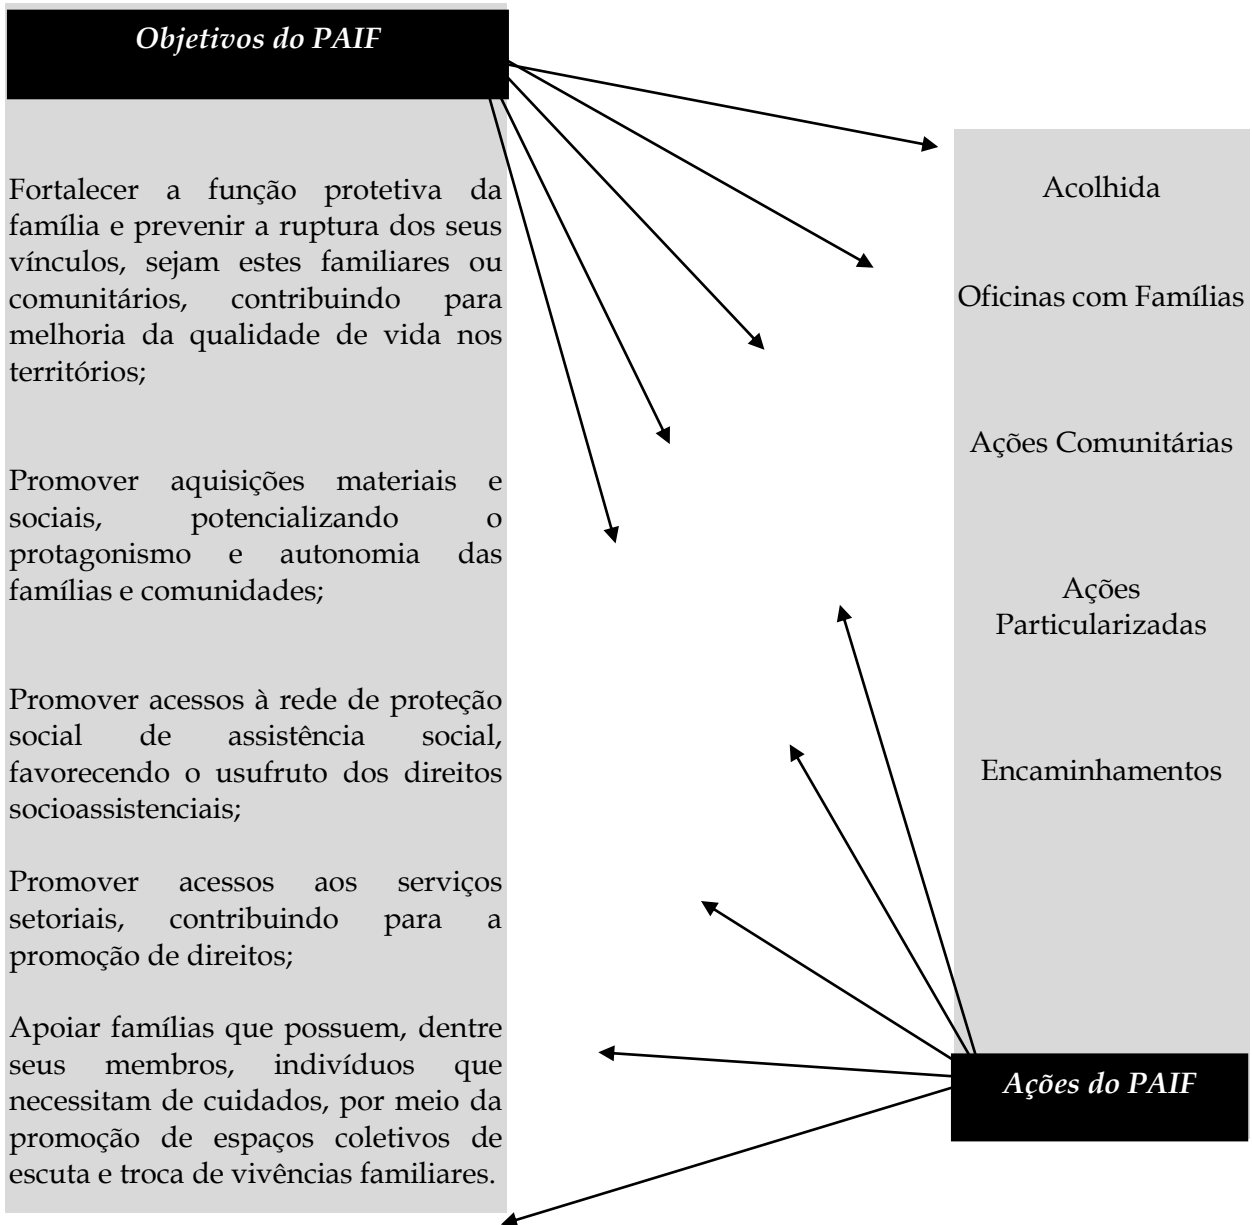 Objetivos do PAIF
Fortalecer a função protetiva da
família e prevenir a ruptura dos seus
vínculos, sejam estes familiares ou
comunitários, contribuindo para
melhoria da qualidade de vida nos
territórios;
Promover aquisições materiais e
sociais, potencializando o
protagonismo e autonomia das
famílias e comunidades;
Promover acessos à rede de proteção
social de assistência social,
favorecendo o usufruto dos direitos
socioassistenciais;
Promover acessos aos serviços
setoriais, contribuindo para a
promoção de direitos;
Apoiar famílias que possuem, dentre
seus membros, indivíduos que
necessitam de cuidados, por meio da
promoção de espaços coletivos de
escuta e troca de vivências familiares.
Acolhida
Oficinas com Famílias
Ações Comunitárias
Ações
Particularizadas
Encaminhamentos
Ações do PAIF